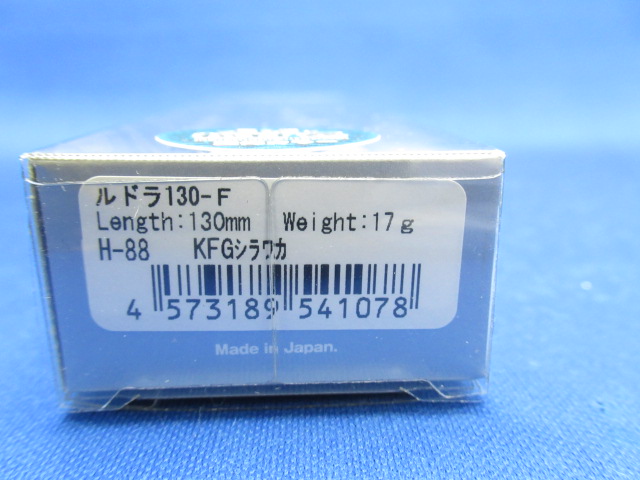 ルドラ130-F
Length:130mm Weight:17g
H-88 KFGシラワカ
4 573189 541078
Made in Japan.